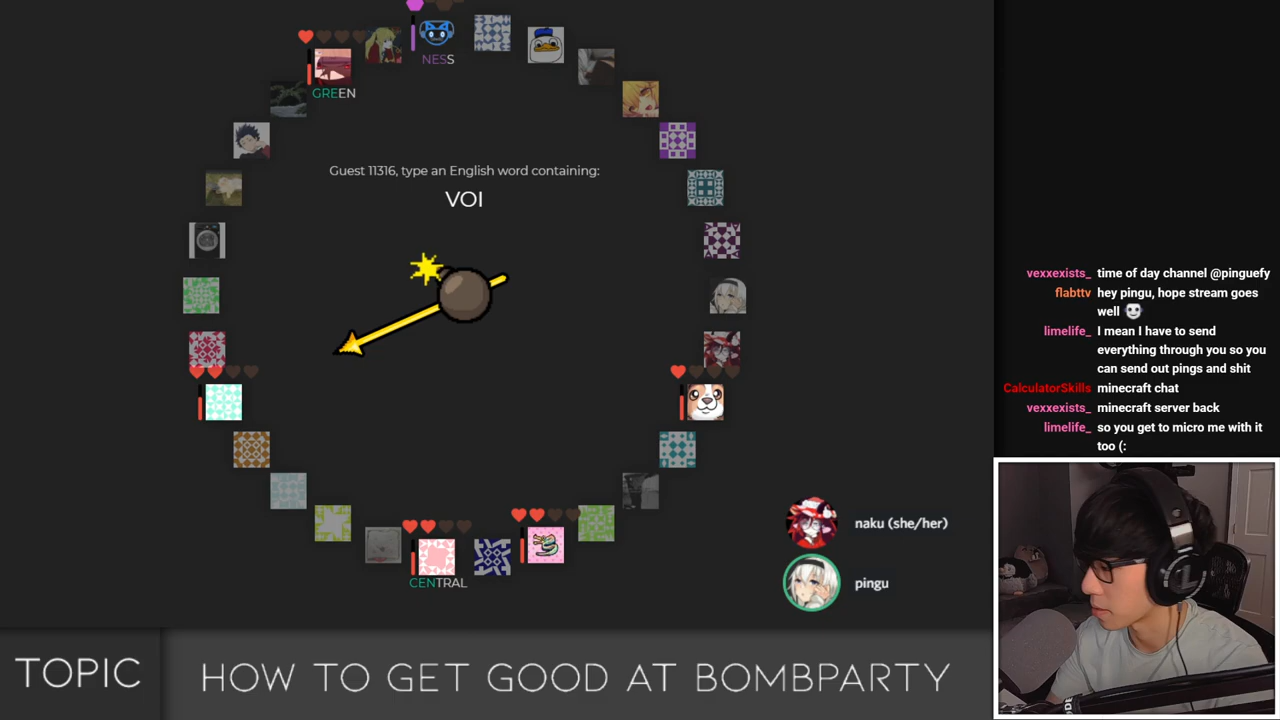 NESS
GREEN
Guest 11316, type an English word containing:
VOI
CENTRAL
naku (she/her)
pingu
vexxexists_ time of day channel @pinguefy
flabttv hey pingu, hope stream goes
well
limelife_ I mean I have to send
everything through you so you
can send out pings and shit
CalculatorSkills minecraft chat
vexxexists_ minecraft server back
limelife_ so you get to micro me with it
too (:
TOPIC
HOW TO GET GOOD AT BOMBPARTY